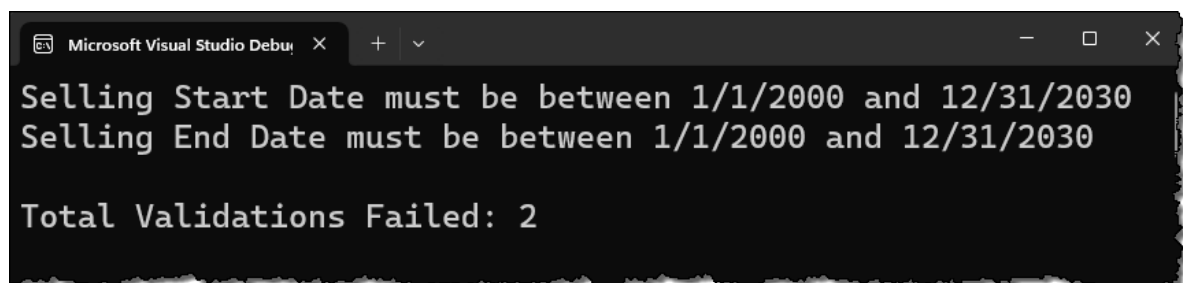 Microsoft Visual Studio Debug
Selling Start Date must be between 1/1/2000 and 12/31/2030
Selling End Date must be between 1/1/2000 and 12/31/2030
Total Validations Failed: 2